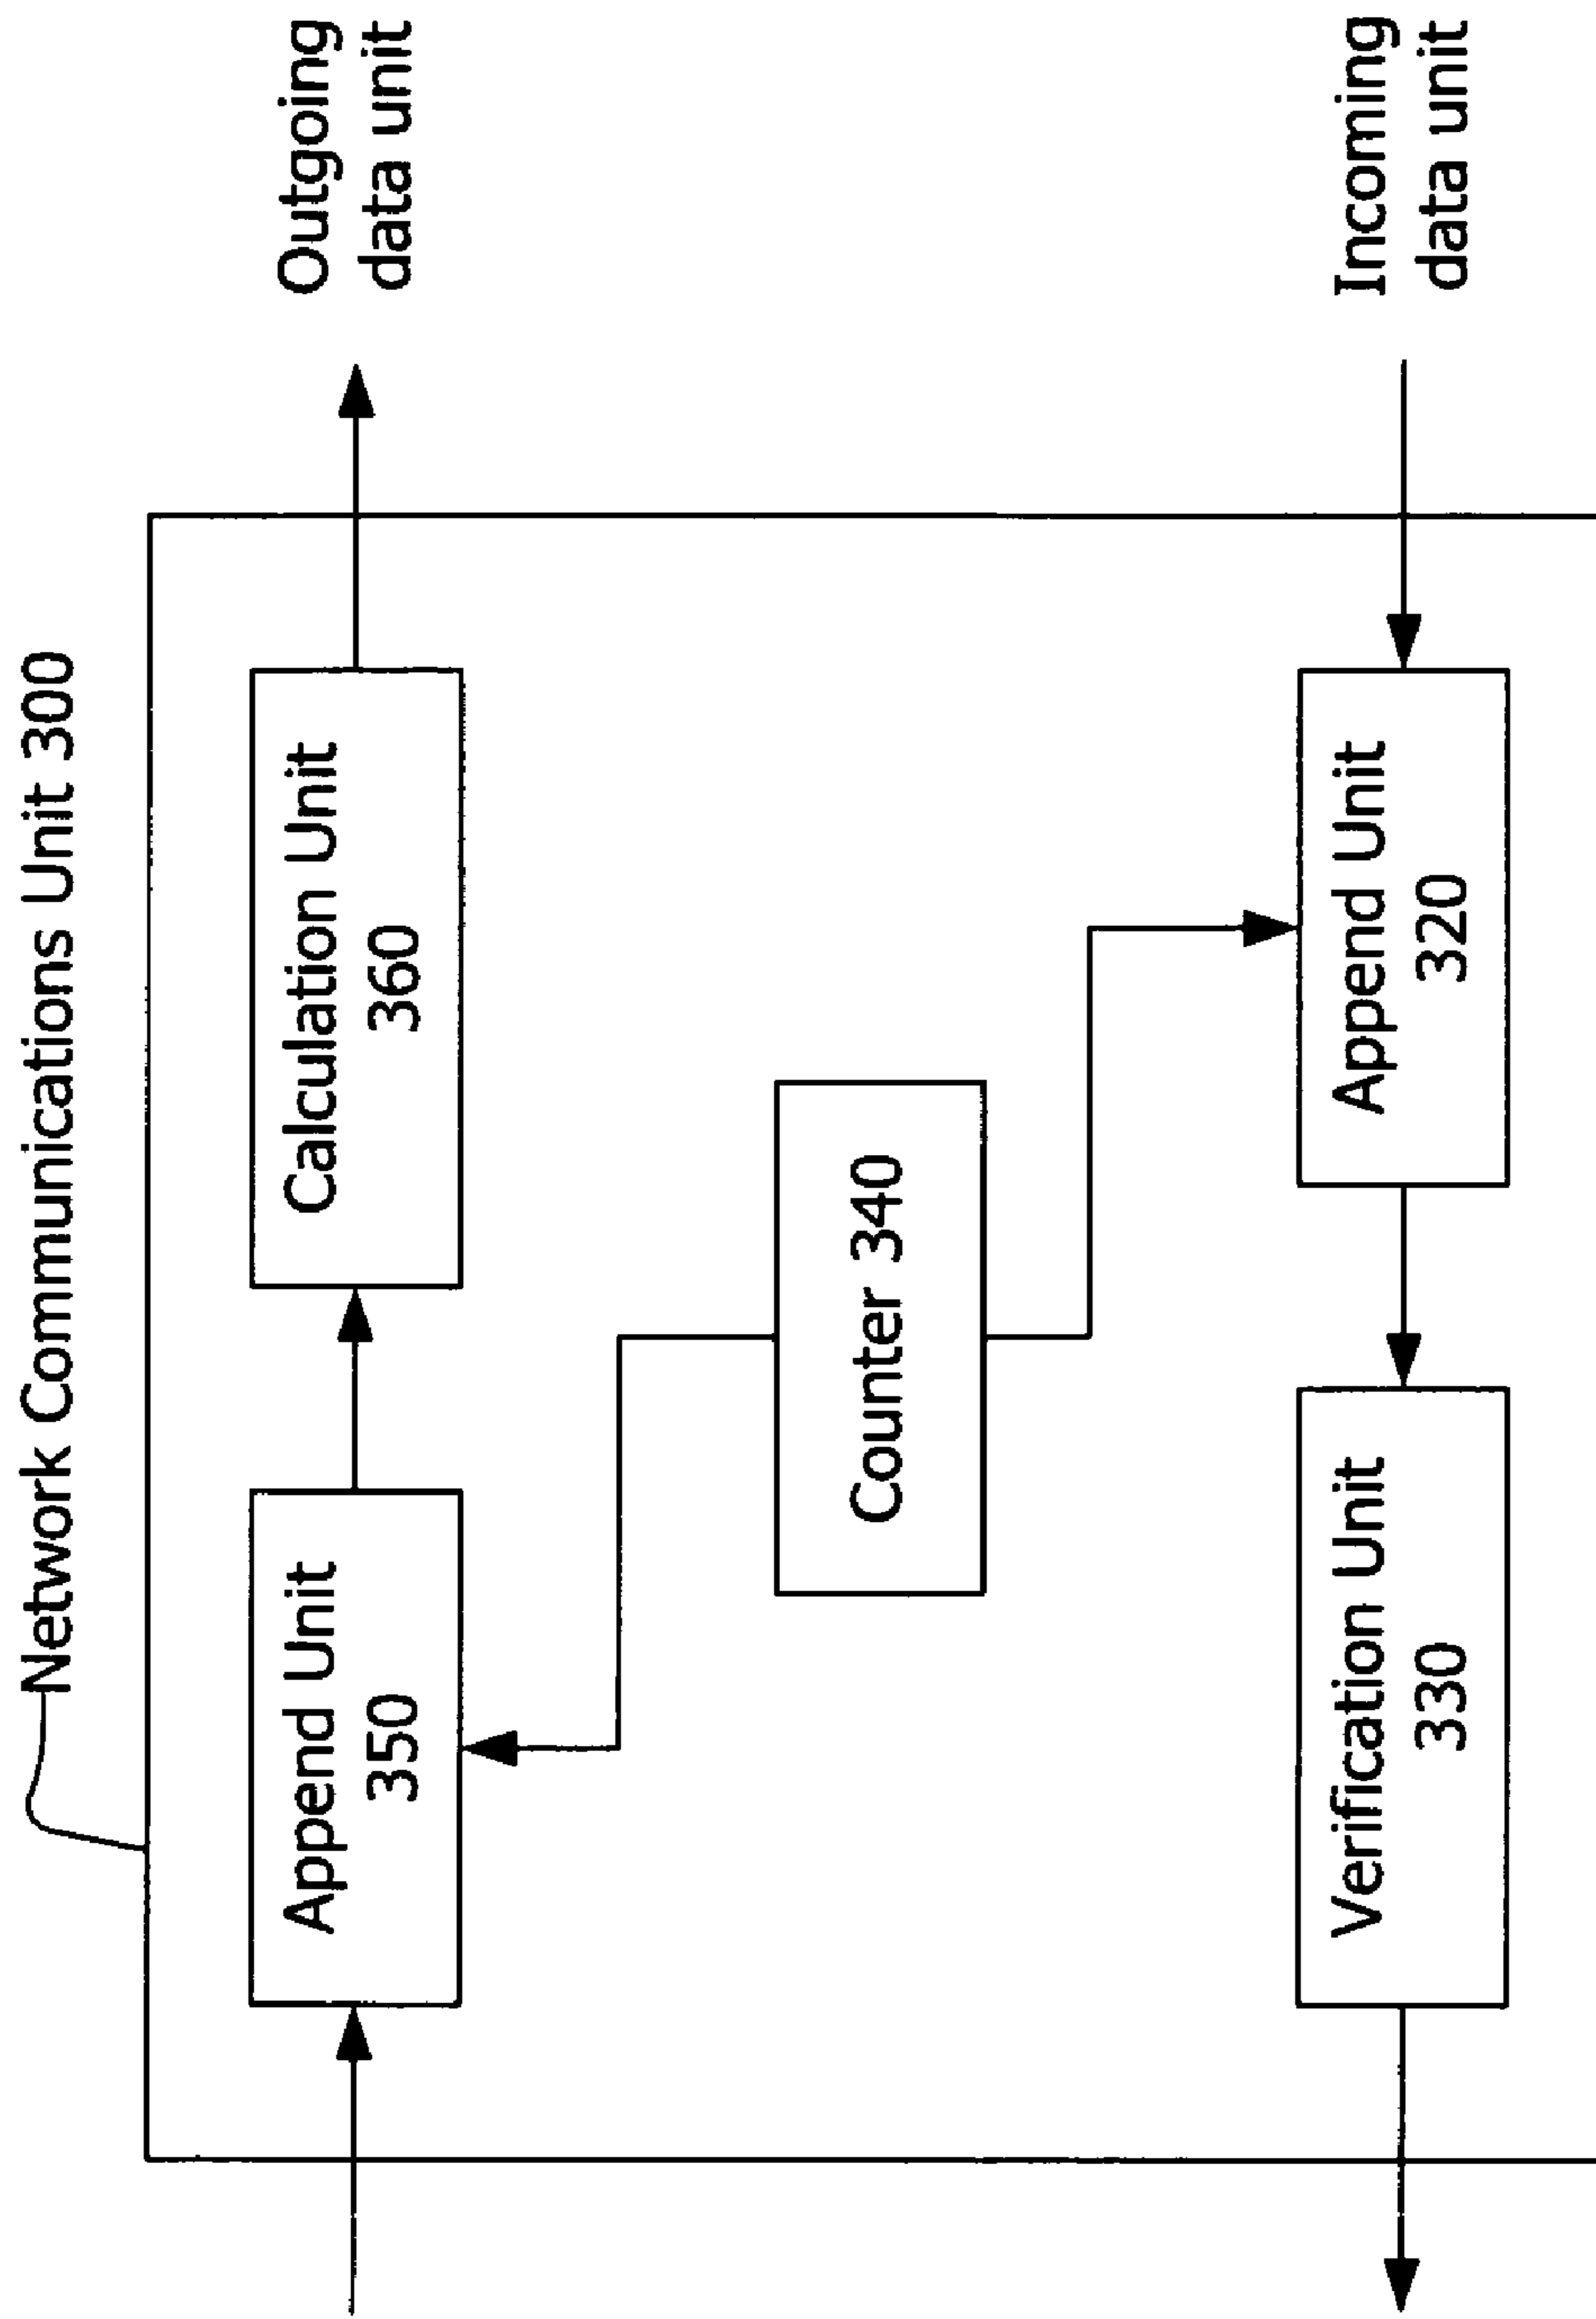 Network Communications Unit 300
Append Unit
350
Calculation Unit
360
Outgoing
data unit
Counter 340
Verification Unit
330
Append Unit
320
Incoming
data unit